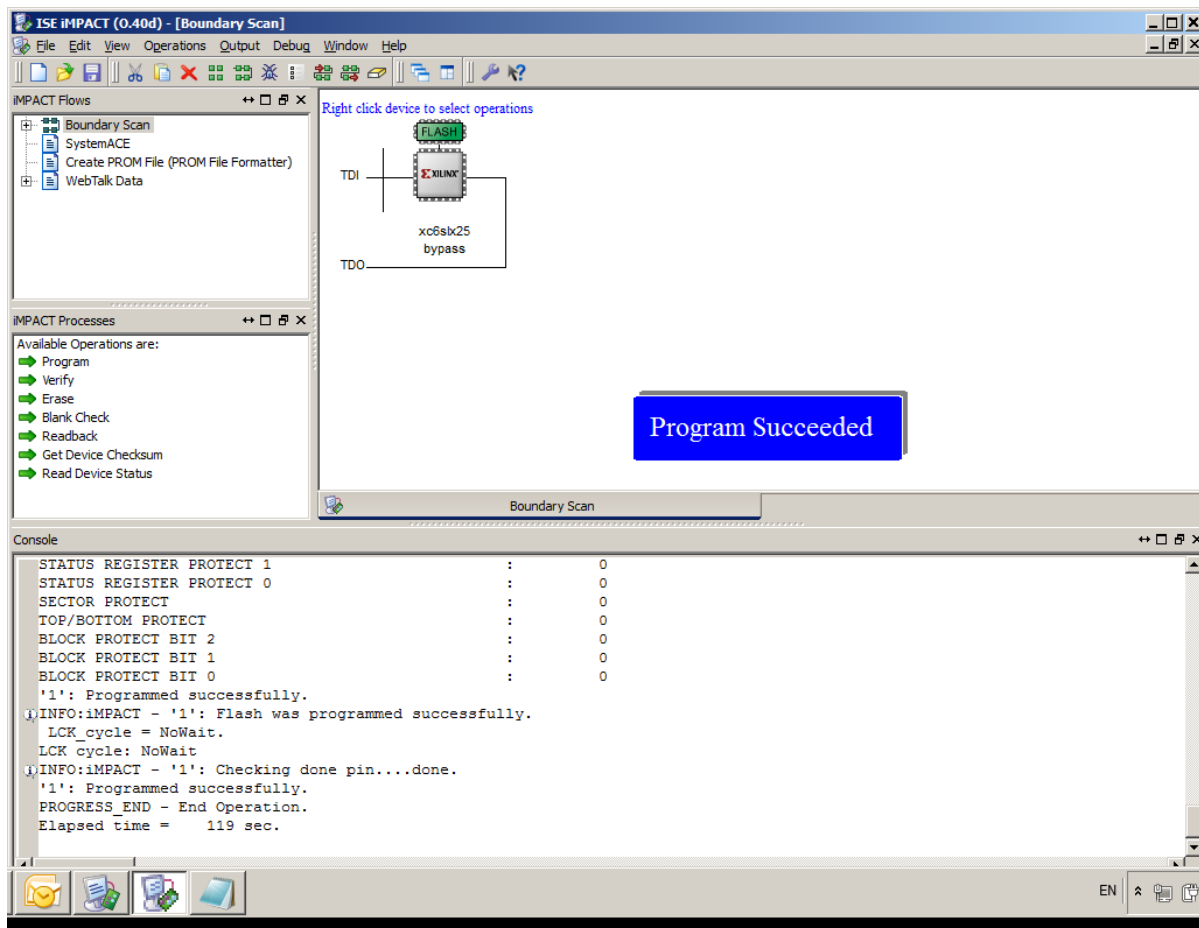 ISE iMPACT (O.40d) - [Boundary Scan]
File Edit View Operations Output Debug Window Help
iMPACT Flows
Boundary Scan
SystemACE
Create PROM File (PROM File Formatter)
WebTalk Data
Right click device to select operations
FLASH
TDI
XILINX
xc6slx25
bypass
TDO
iMPACT Processes
Available Operations are:
Program
Verify
Erase
Blank Check
Readback
Get Device Checksum
Read Device Status
Program Succeeded
Boundary Scan
Console
STATUS REGISTER PROTECT 1 : 0
STATUS REGISTER PROTECT 0 : 0
SECTOR PROTECT : 0
TOP/BOTTOM PROTECT : 0
BLOCK PROTECT BIT 2 : 0
BLOCK PROTECT BIT 1 : 0
BLOCK PROTECT BIT 0 : 0
'1': Programmed successfully.
INFO:iMPACT - '1': Flash was programmed successfully.
LCK_cycle = NoWait.
LCK cycle: NoWait
INFO:iMPACT - '1': Checking done pin....done.
'1': Programmed successfully.
PROGRESS_END - End Operation.
Elapsed time = 119 sec.
EN